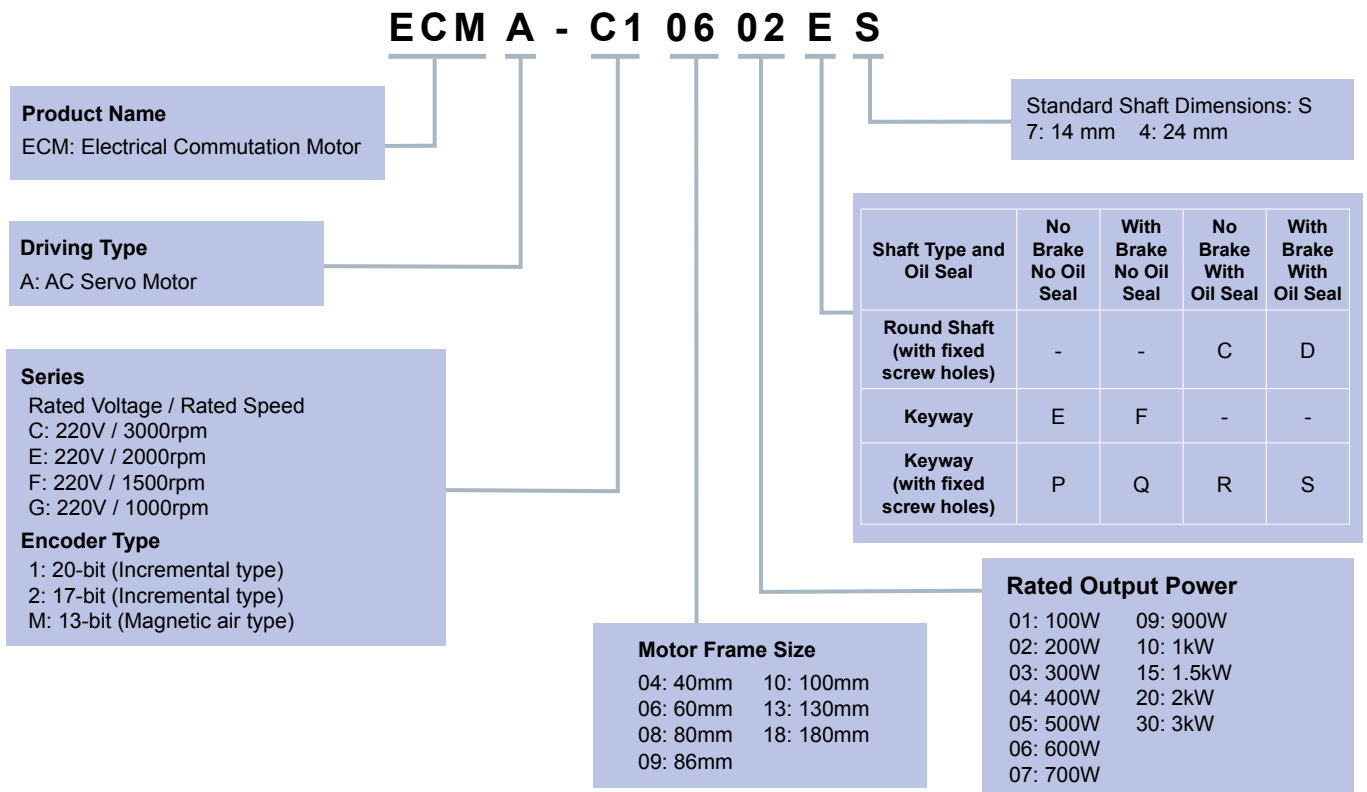 ECMA - C1 06 02 E S
Product Name
ECM: Electrical Commutation Motor
Driving Type
A: AC Servo Motor
Series
Rated Voltage / Rated Speed
C: 220V / 3000rpm
E: 220V / 2000rpm
F: 220V / 1500rpm
G: 220V / 1000rpm
Encoder Type
1: 20-bit (Incremental type)
2: 17-bit (Incremental type)
M: 13-bit (Magnetic air type)
Motor Frame Size
04: 40mm 10: 100mm
06: 60mm 13: 130mm
08: 80mm 18: 180mm
09: 86mm
Rated Output Power
01: 100W 09: 900W
02: 200W 10: 1kW
03: 300W 15: 1.5kW
04: 400W 20: 2kW
05: 500W 30: 3kW
06: 600W
07: 700W
Shaft Type and
Oil Seal
No
Brake
No Oil
Seal
With
Brake
No Oil
Seal
No
Brake
With
Oil Seal
With
Brake
With
Oil Seal
Round Shaft
(with fixed
screw holes)
- - C D
Keyway E F - -
Keyway
(with fixed
screw holes)
P Q R S
Standard Shaft Dimensions: S
7: 14 mm 4: 24 mm